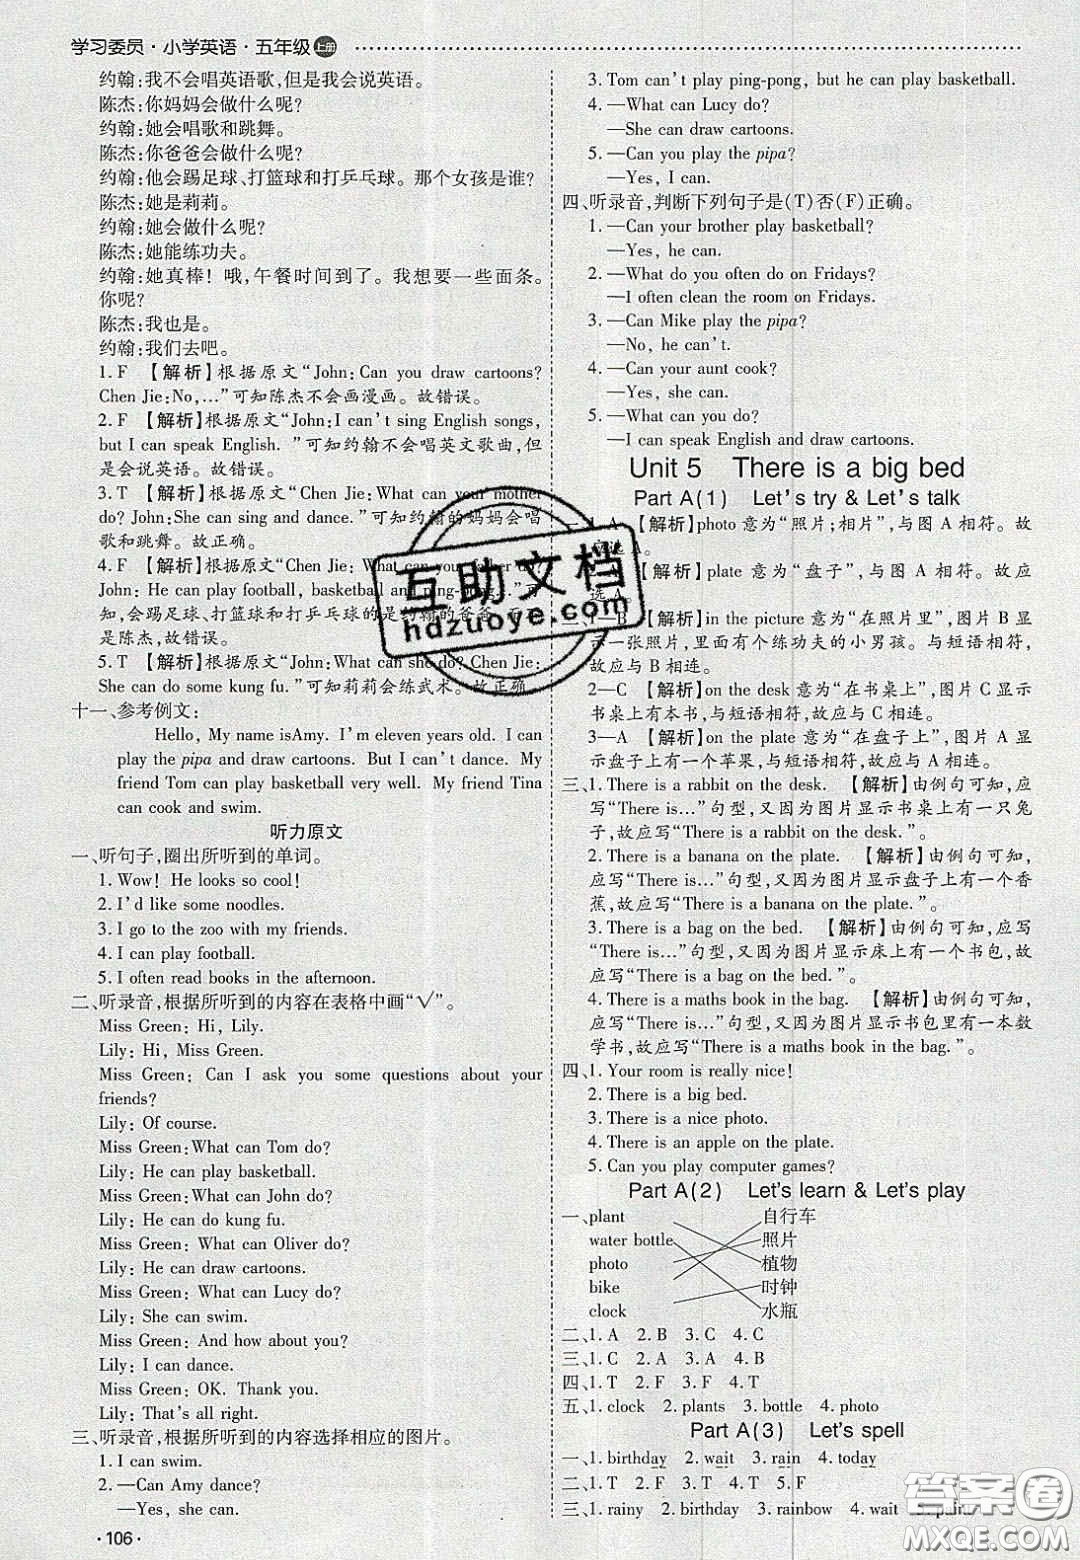 学习委员·小学英语·五年级上册
约翰:我不会唱英语歌,但是我会说英语。
陈杰:你妈妈会做什么呢?
约翰:她会唱歌和跳舞。
陈杰:你爸爸会做什么呢?
约翰:他会踢足球、打篮球和打乒乓球。那个女孩是谁?
陈杰:她是莉莉。
约翰:她会做什么呢?
陈杰:她能练功夫。
约翰:她真棒!哦,午餐时间到了。我想要一些面条。
你呢?
陈杰:我也是。
约翰:我们去吧。
1. F 【解析】根据原文“John:Can you draw cartoons?
Chen Jie:No,…”可知陈杰不会画漫画。故错误。
2. F 【解析】根据原文“John:I can't sing English songs,
but I can speak English. ”可知约翰不会唱英文歌曲,但
是会说英语。故错误。
3. T 【解析】根据原文“Chen Jie:What can your mother
do? John:She can sing and dance.”可知约翰的妈妈会唱
歌和跳舞。故正确。
4. F 【解析】根据原文“Chen Jie: What can your father do?
John: He can play football, basketball and ping-pong…”可
知,会踢足球、打篮球和打乒乓球的是约翰的爸爸,而不
是陈杰,故错误。
5. T 【解析】根据原文“John:What can she do? Chen Jie:
She can do some kung fu.”可知莉莉会练武术。故正确。
十一、参考例文:
Hello, My name isAmy. I'm eleven years old. I can
play the pipa and draw cartoons. But I can't dance. My
friend Tom can play basketball very well. My friend Tina
can cook and swim.
听力原文
一、听句子,圈出所听到的单词。
1. Wow! He looks so cool!
2. I'd like some noodles.
3. I go to the zoo with my friends.
4. I can play football.
5. I often read books in the afternoon.
二、听录音,根据所听到的内容在表格中画“√”。
Miss Green: Hi, Lily.
Lily: Hi, Miss Green.
Miss Green: Can I ask you some questions about your
friends?
Lily: Of course.
Miss Green:What can Tom do?
Lily: He can play basketball.
Miss Green:What can John do?
Lily: He can do kung fu.
Miss Green: What can Oliver do?
Lily: He can draw cartoons.
Miss Green: What can Lucy do?
Lily: She can swim.
Miss Green: And how about you?
Lily: I can dance.
Miss Green: OK. Thank you.
Lily: That's all right.
三、听录音,根据所听到的内容选择相应的图片。
1. I can swim.
2. —Can Amy dance?
—Yes, she can.
·106·
3. Tom can't play ping-pong, but he can play basketball.
4. —What can Lucy do?
—She can draw cartoons.
5. —Can you play the pipa?
—Yes, I can.
四、听录音,判断下列句子是(T)否(F)正确。
1. —Can your brother play basketball?
—Yes, he can.
2. —What do you often do on Fridays?
—I often clean the room on Fridays.
3. —Can Mike play the pipa?
—No, he can't.
4. —Can your aunt cook?
—Yes, she can.
5. —What can you do?
—I can speak English and draw cartoons.
Unit 5 There is a big bed
Part A(1) Let's try & Let's talk
一、1. A 【解析】photo 意为“照片;相片”,与图 A 相符。故
应选 A。
【解析】plate 意为“盘子”,与图 A 相符。故应
选 A
1—B 【解析】in the picture 意为“在照片里”,图片 B 显
示一张照片,里面有个练功夫的小男孩。与短语相符,
故应与 B 相连。
2—C 【解析】on the desk 意为“在书桌上”,图片 C 显示
书桌上有本书,与短语相符,故应与 C 相连。
3—A 【解析】on the plate 意为“在盘子上”,图片 A 显
示盘子上有一个苹果,与短语相符,故应与 A 相连。
三、1. There is a rabbit on the desk. 【解析】由例句可知,应
写“There is…”句型,又因为图片显示书桌上有一只兔
子,故应写“There is a rabbit on the desk.”。
2. There is a banana on the plate. 【解析】由例句可知,
应写“There is…”句型,又因为图片显示盘子上有一个香
蕉,故应写“There is a banana on the plate.”。
3. There is a bag on the bed. 【解析】由例句可知,应写
“There is…”句型,又因为图片显示床上有一个书包,故
应写“There is a bag on the bed. ”。
4. There is a maths book in the bag. 【解析】由例句可知,
应写“There is…”句型,又因为图片显示书包里有一本数
学书,故应写“There is a maths book in the bag. ”。
四、1. Your room is really nice!
2. There is a big bed.
3. There is a nice photo.
4. There is an apple on the plate.
5. Can you play computer games?
Part A(2) Let's learn & Let's play
一、plant 自行车
water bottle 照片
photo 植物
bike 时钟
clock 水瓶
二、1. A 2. B 3. C 4. C
三、1. C 2. C 3. A 4. B
四、1. T 2. F 3. F 4. T
五、1. clock 2. plants 3. bottle 4. photo
Part A(3) Let's spell
一、1. birthday 2. wait 3. rain 4. today
二、1. T 2. F 3. T 4. T 5. F
三、1. rainy 2. birthday 3. rainbow 4. wait
互助文档
hdzuoye.com
答案圈
MXQE.COM